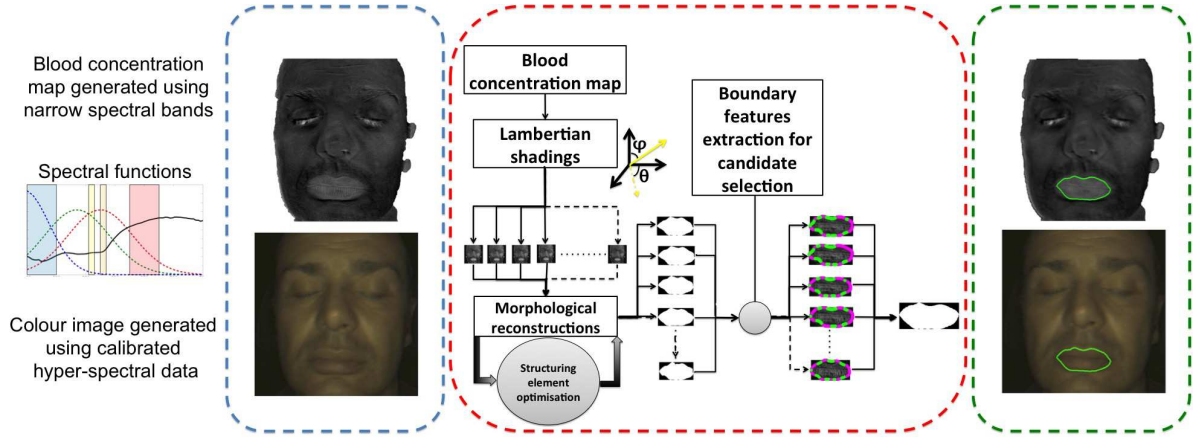 Blood concentration
map generated using
narrow spectral bands
Spectral functions
Colour image generated
using calibrated
hyper-spectral data
Blood
concentration map
Lambertian
shadings
φ
θ
Boundary
features
extraction for
candidate
selection
Morphological
reconstructions
Structuring
element
optimisation